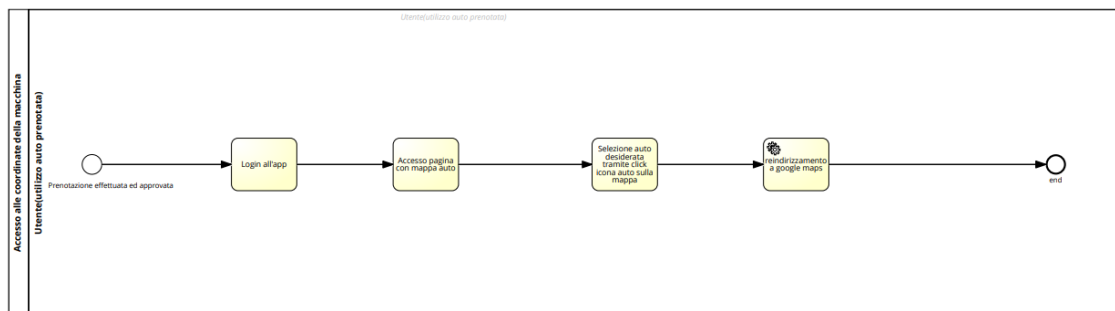 Utente(utilizzo auto prenotata)
Accesso alle coordinate della macchina
Utente(utilizzo auto prenotata)
Prenotazione effettuata ed approvata
Login all'app
Accesso pagina
con mappa auto
Selezione auto
desiderata
tramite click
icona auto sulla
mappa
reindirizzamento
a google maps
end